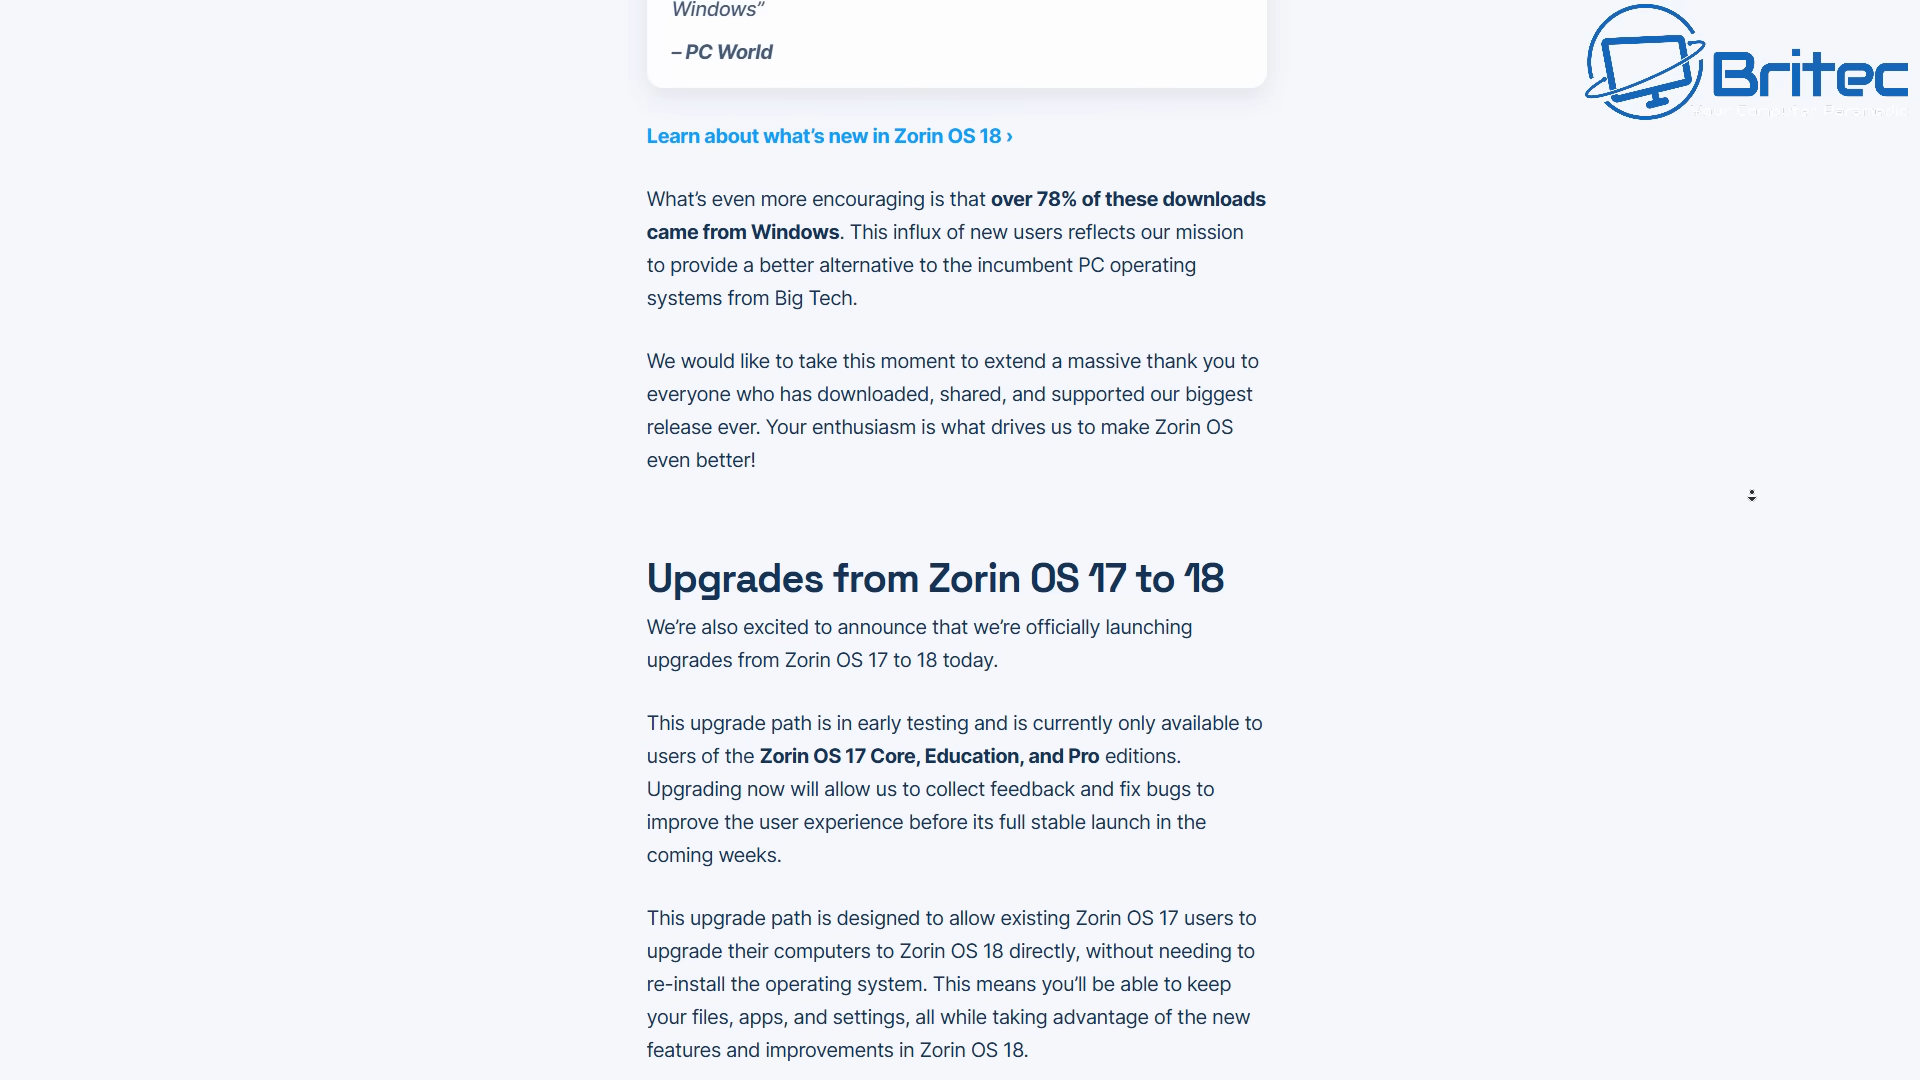 Windows”
– PC World
Britec
Learn about what’s new in Zorin OS 18 ›
What’s even more encouraging is that over 78% of these downloads
came from Windows. This influx of new users reflects our mission
to provide a better alternative to the incumbent PC operating
systems from Big Tech.
We would like to take this moment to extend a massive thank you to
everyone who has downloaded, shared, and supported our biggest
release ever. Your enthusiasm is what drives us to make Zorin OS
even better!
Upgrades from Zorin OS 17 to 18
We’re also excited to announce that we’re officially launching
upgrades from Zorin OS 17 to 18 today.
This upgrade path is in early testing and is currently only available to
users of the Zorin OS 17 Core, Education, and Pro editions.
Upgrading now will allow us to collect feedback and fix bugs to
improve the user experience before its full stable launch in the
coming weeks.
This upgrade path is designed to allow existing Zorin OS 17 users to
upgrade their computers to Zorin OS 18 directly, without needing to
re-install the operating system. This means you’ll be able to keep
your files, apps, and settings, all while taking advantage of the new
features and improvements in Zorin OS 18.